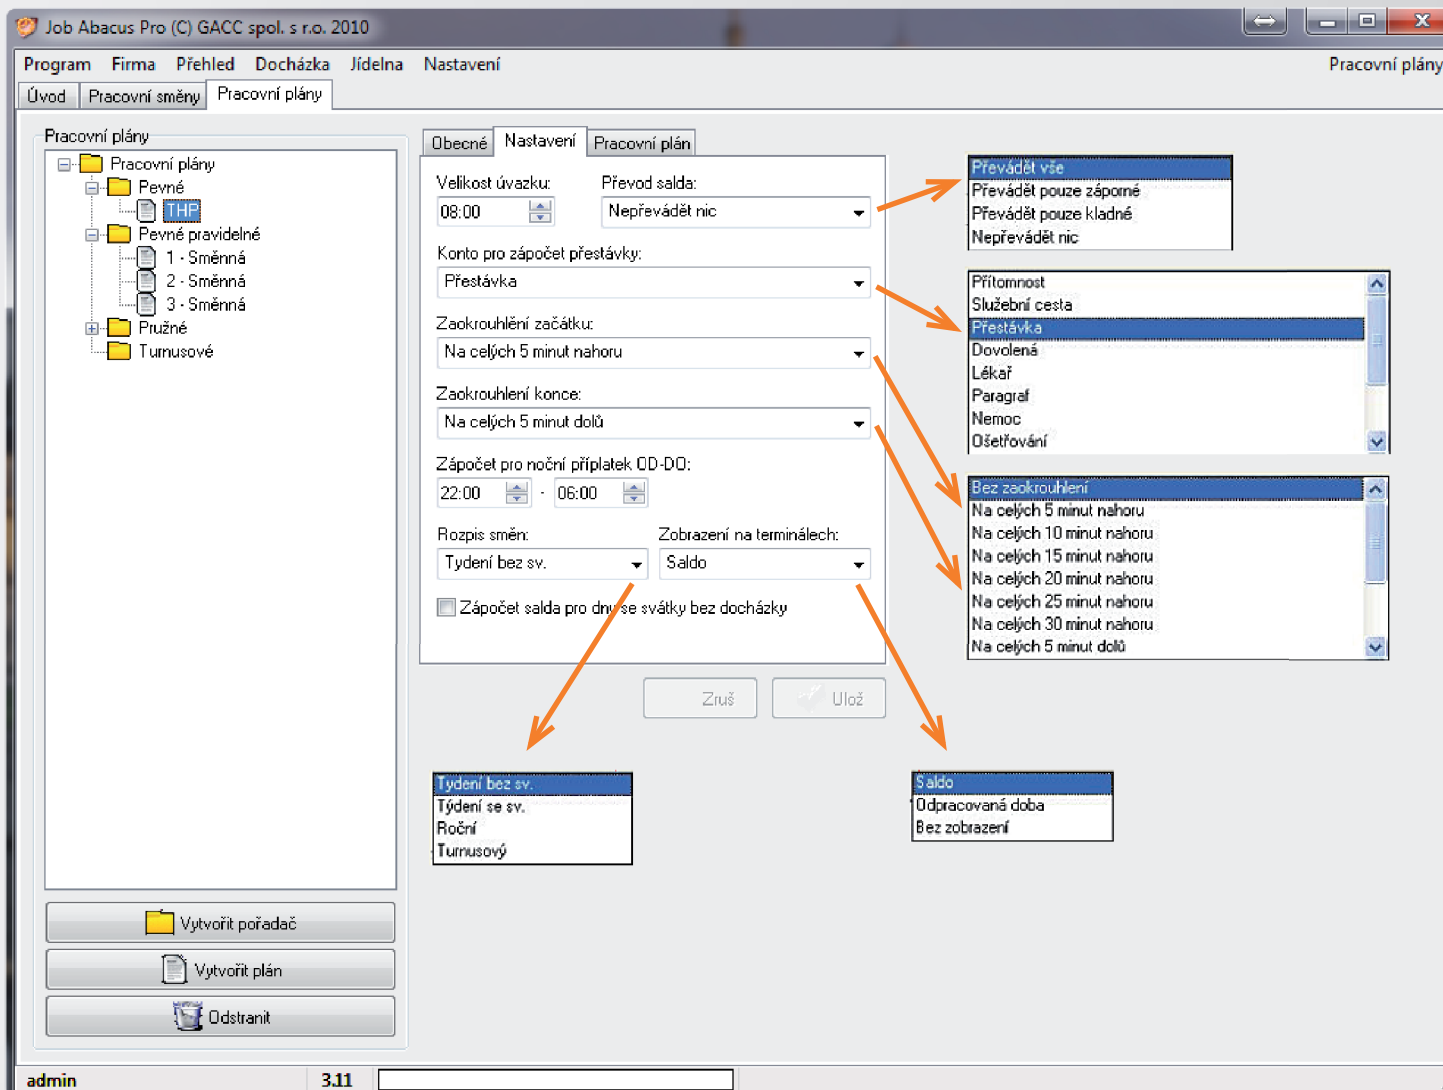 Job Abacus Pro (C) GACC spol. s r.o. 2010
Program Firma Přehled Docházka Jídelna Nastavení Pracovní plány
Úvod Pracovní směny Pracovní plány
Pracovní plány
Pracovní plány
Pevné
THP
Pevné pravidelné
1 - Směnná
2 - Směnná
3 - Směnná
Pružné
Turnusové
Vytvořit pořadač
Vytvořit plán
Odstranit
Obecné Nastavení Pracovní plán
Velikost úvazku: Převod salda:
08:00 Nepřevádět nic
Konto pro zápočet přestávky:
Přestávka
Zaokrouhlění začátku:
Na celých 5 minut nahoru
Zaokrouhlení konce:
Na celých 5 minut dolů
Zápočet pro noční příplatek OD-DO:
22:00 - 06:00
Rozpis směn: Zobrazení na terminálech:
Tydení bez sv. Saldo
Zápočet salda pro dny se svátky bez docházky
Zruš Ulož
Převádět vše
Převádět pouze záporné
Převádět pouze kladné
Nepřevádět nic
Přítomnost
Služební cesta
Přestávka
Dovolená
Lékař
Paragraf
Nemoc
Ošetřování
Bez zaokrouhlení
Na celých 5 minut nahoru
Na celých 10 minut nahoru
Na celých 15 minut nahoru
Na celých 20 minut nahoru
Na celých 25 minut nahoru
Na celých 30 minut nahoru
Na celých 5 minut dolů
Tydení bez sv.
Týdení se sv.
Roční
Turnusový
Saldo
Odpracovaná doba
Bez zobrazení
admin 3.11